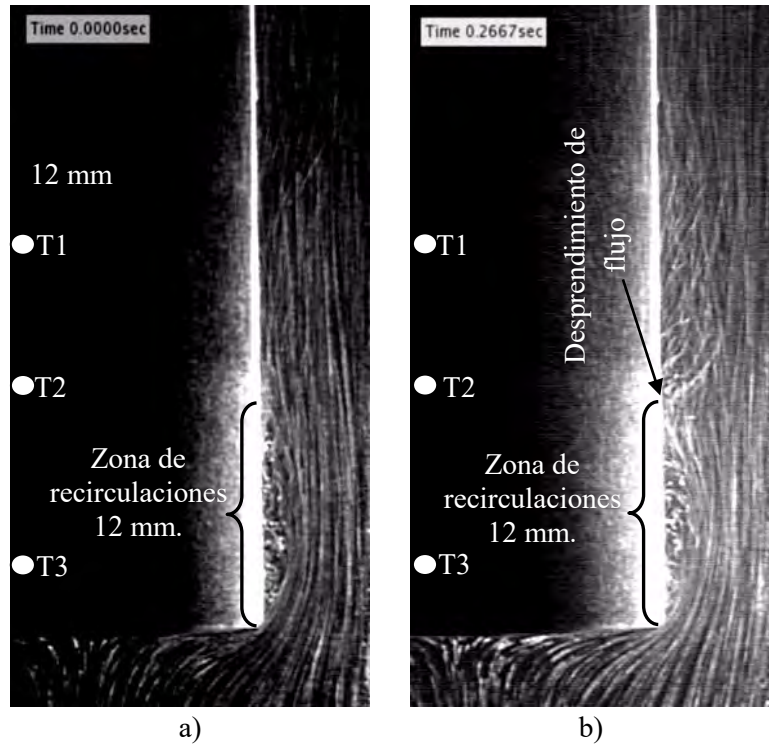 Time 0.0000sec
12 mm
T1
T2
Zona de
recirculaciones
12 mm.
T3
a)
Time 0.2667sec
Desprendimiento de
flujo
T1
T2
Zona de
recirculaciones
12 mm.
T3
b)